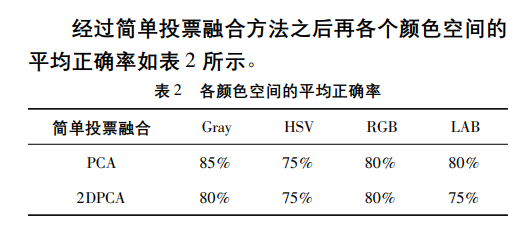 经过简单投票融合方法之后再各个颜色空间的
平均正确率如表2所示。
表2 各颜色空间的平均正确率
简单投票融合 Gray HSV RGB LAB
PCA 85% 75% 80% 80%
2DPCA 80% 75% 80% 75%